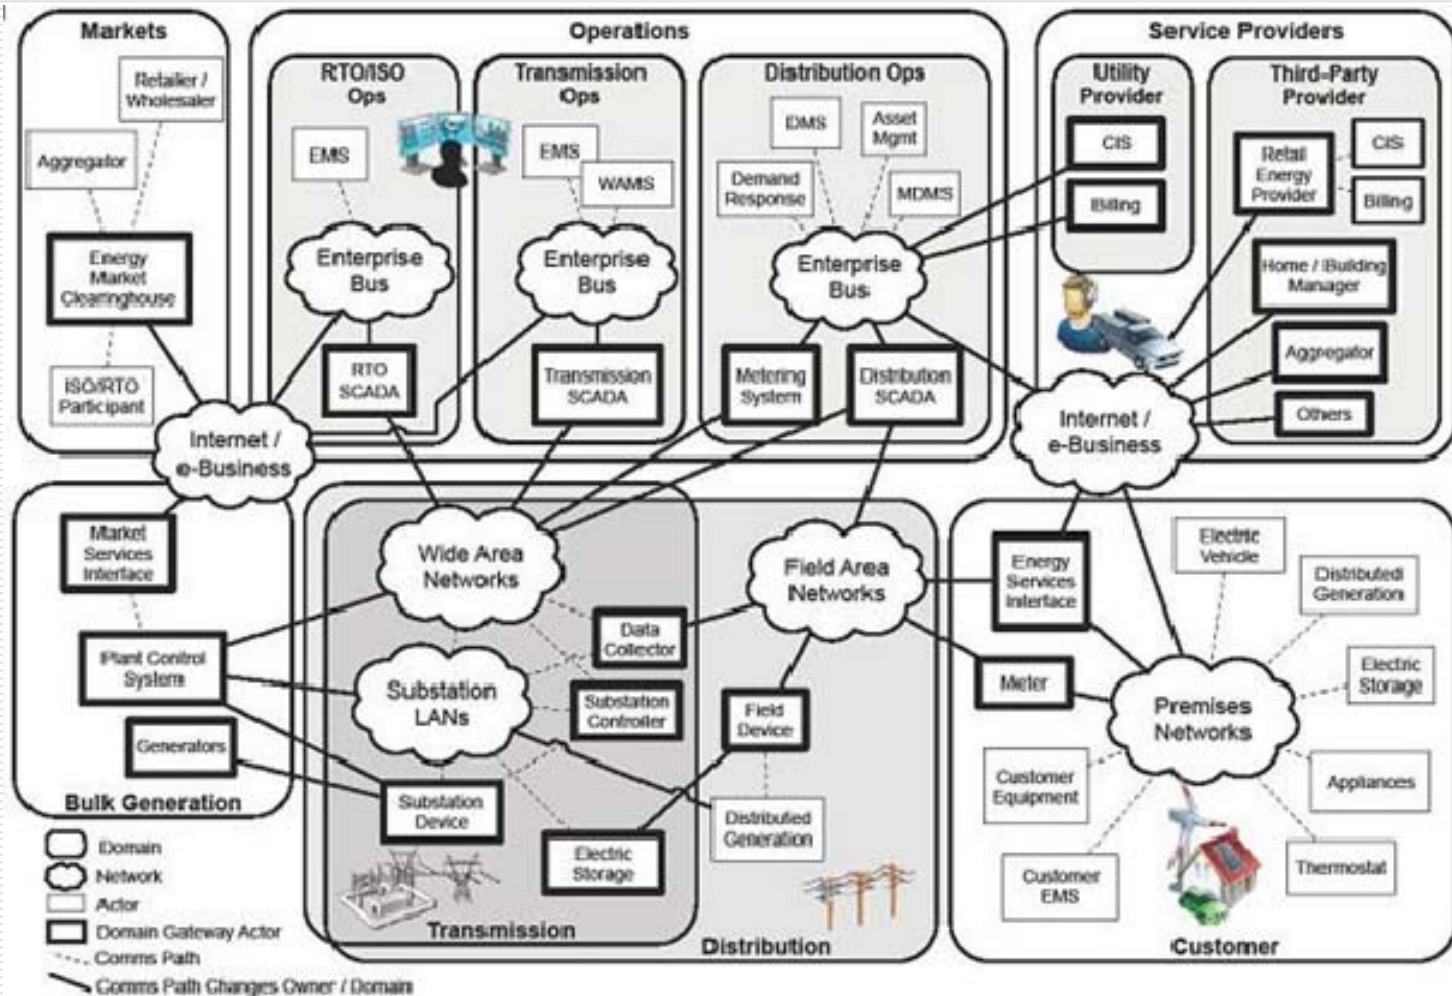 Markets
Retailer /
Wholesaler
Aggregator
Energy
Market
Clearinghouse
ISO/RTO
Participant
Operations
RTO/ISO
Ops
EMS
Enterprise
Bus
RTO
SCADA
Transmission
Ops
EMS
WAMS
Enterprise
Bus
Transmission
SCADA
Distribution Ops
DMS
Asset
Mgmt
Demand
Response
MDMS
Enterprise
Bus
Metering
System
Distribution
SCADA
Service Providers
Utility
Provider
CIS
Billing
Third-Party
Provider
Retail
Energy
Provider
CIS
Billing
Home / Building
Manager
Aggregator
Others
Internet /
e-Business
Internet /
e-Business
Market
Services
Interface
Plant Control
System
Generators
Bulk Generation
Wide Area
Networks
Substation
LANs
Data
Collector
Substation
Controller
Substation
Device
Electric
Storage
Transmission
Field Area
Networks
Field
Device
Distributed
Generation
Distribution
Energy
Services
Interface
Meter
Electric
Vehicle
Distributed
Generation
Electric
Storage
Premises
Networks
Customer
Equipment
Appliances
Customer
EMS
Thermostat
Customer
Domain
Network
Actor
Domain Gateway Actor
Comms Path
Comms Path Changes Owner / Domain